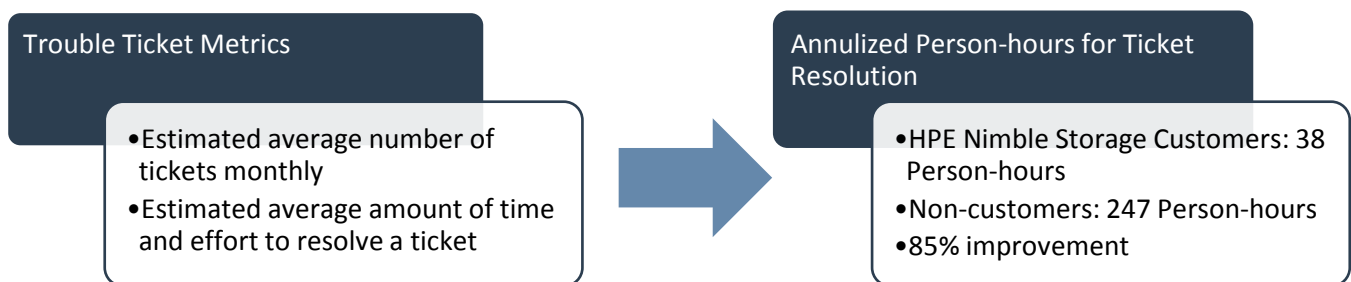 Trouble Ticket Metrics
•Estimated average number of
tickets monthly
•Estimated average amount of time
and effort to resolve a ticket
Annulized Person-hours for Ticket
Resolution
•HPE Nimble Storage Customers: 38
Person-hours
•Non-customers: 247 Person-hours
•85% improvement